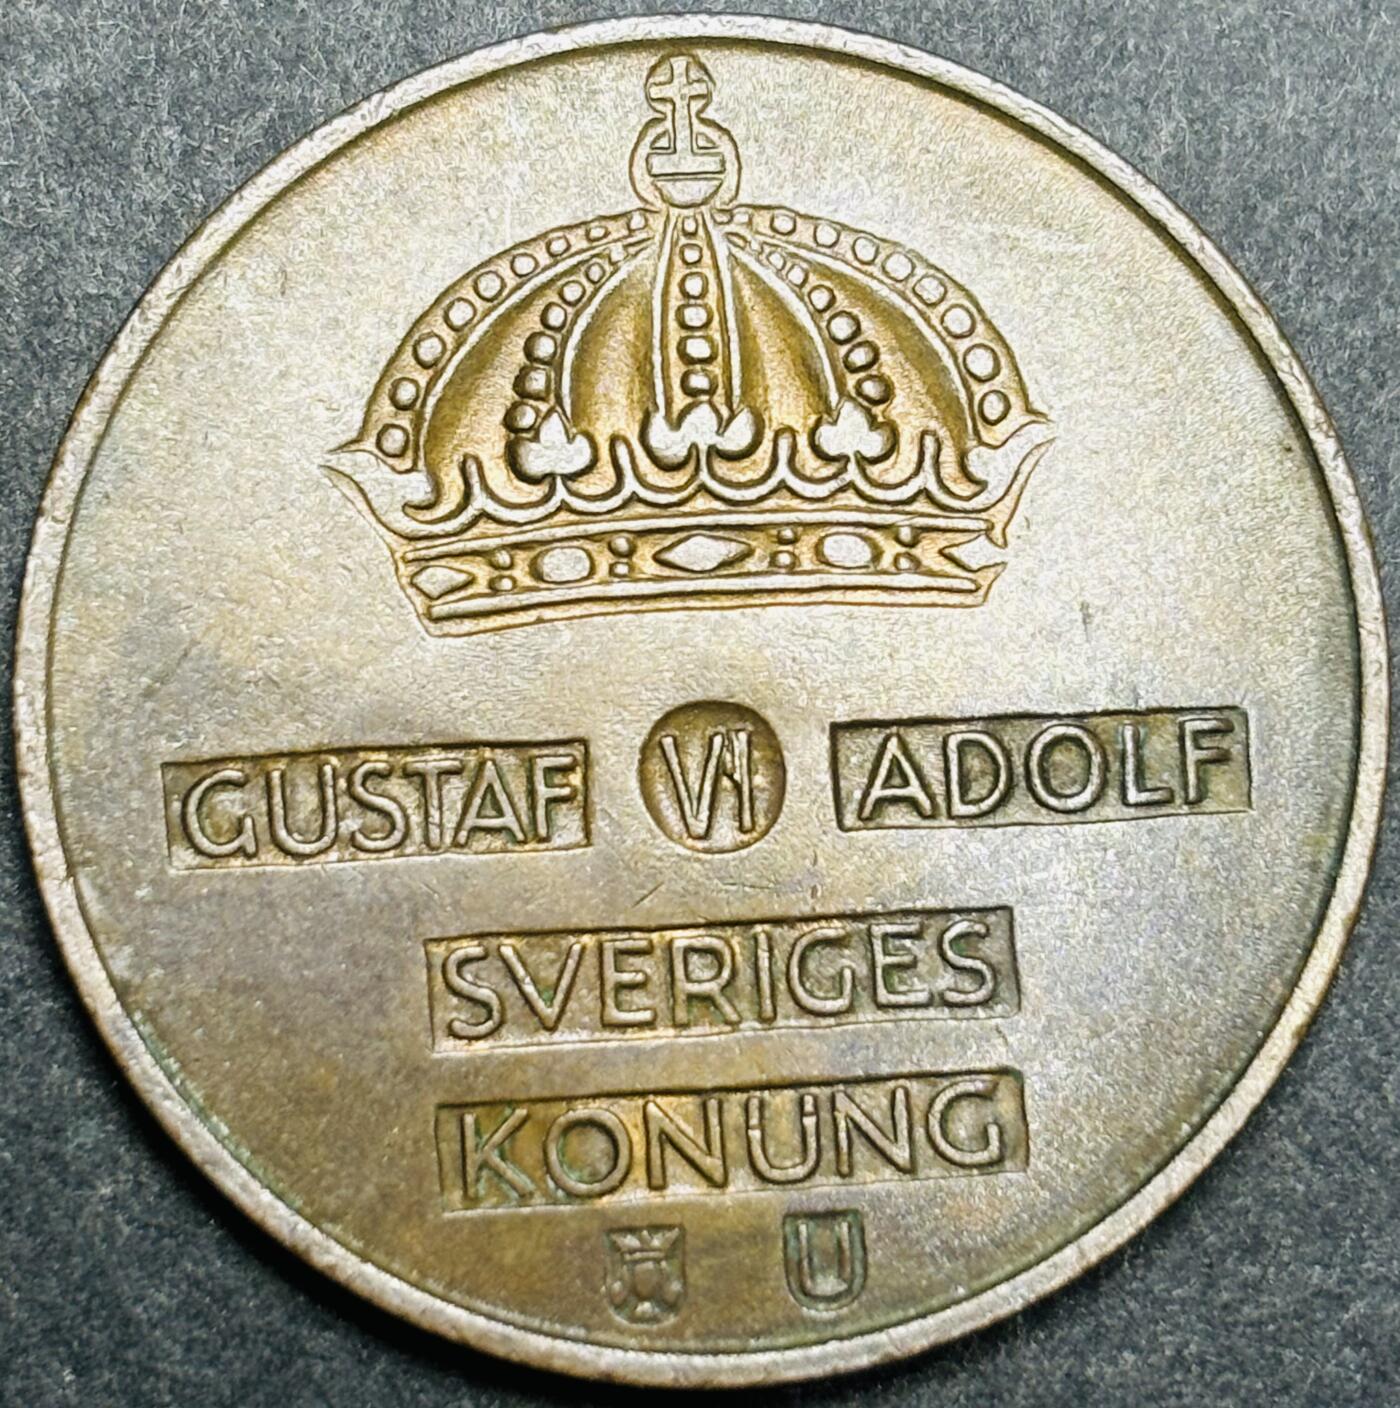 GUSTAF VI ADOLF
SVERIGES
KONUNG
U